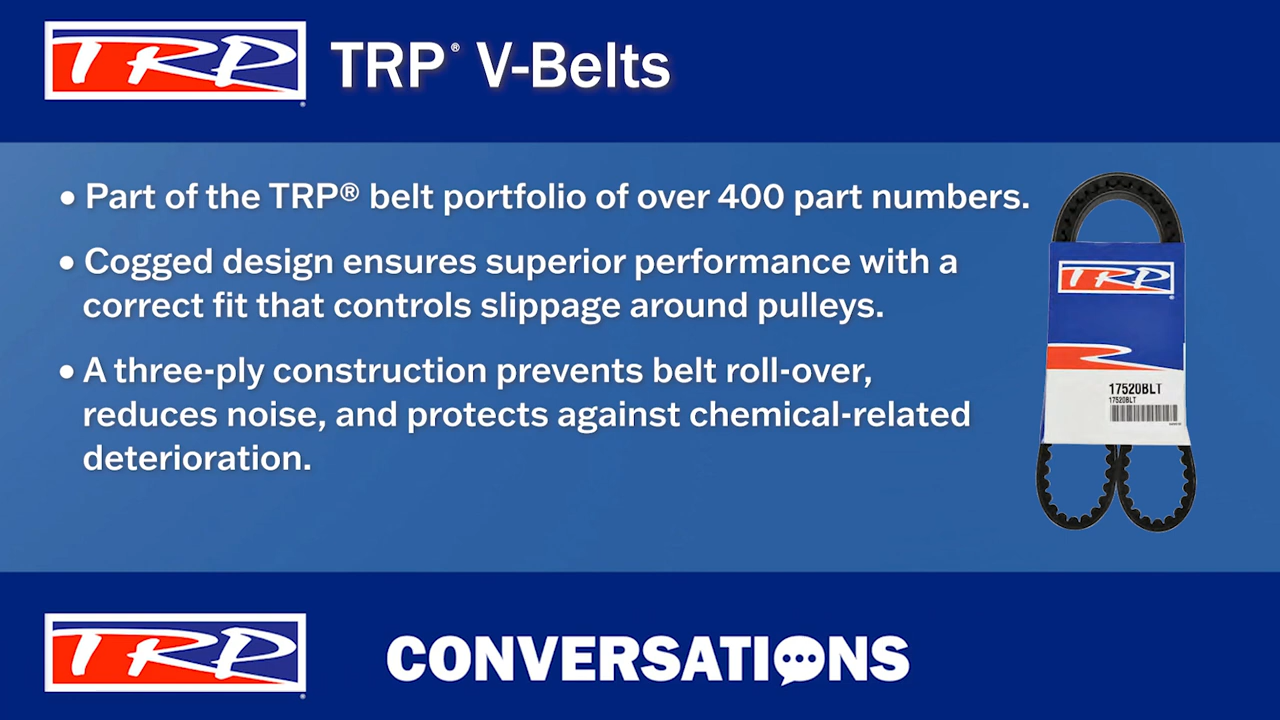 TRP® TRP® V-Belts
• Part of the TRP® belt portfolio of over 400 part numbers.
• Cogged design ensures superior performance with a
correct fit that controls slippage around pulleys.
• A three-ply construction prevents belt roll-over,
reduces noise, and protects against chemical-related
deterioration.
TRP®
17520BLT
17520BLT
TRP® CONVERSATIONS